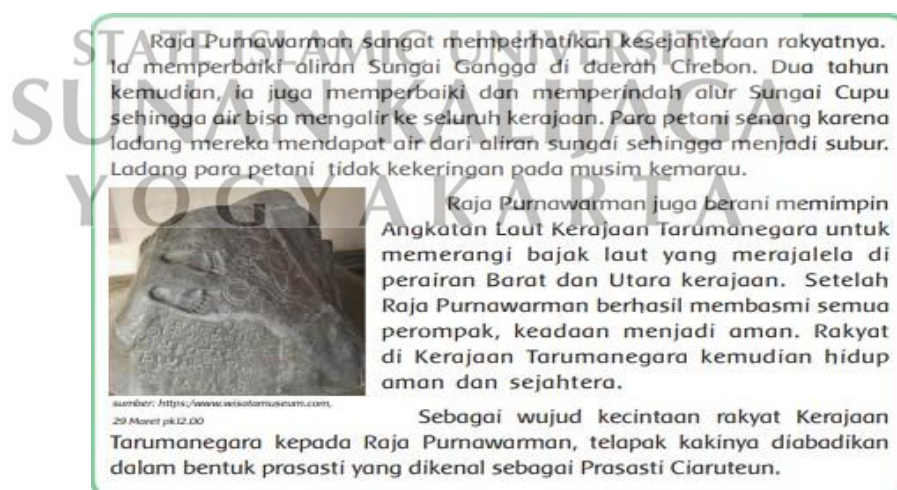 STATE ISLAMIC UNIVERSITY
SUNAN KALIJAGA
YOGYAKARTA
Raja Purnawarman sangat memperhatikan kesejahteraan rakyatnya.
Ia memperbaiki aliran Sungai Gangga di daerah Cirebon. Dua tahun
kemudian, ia juga memperbaiki dan memperindah alur Sungai Cupu
sehingga air bisa mengalir ke seluruh kerajaan. Para petani senang karena
ladang mereka mendapat air dari aliran sungai sehingga menjadi subur.
Ladang para petani tidak kekeringan pada musim kemarau.
Raja Purnawarman juga berani memimpin
Angkatan Laut Kerajaan Tarumanegara untuk
memerangi bajak laut yang merajalela di
perairan Barat dan Utara kerajaan. Setelah
Raja Purnawarman berhasil membasmi semua
perompak, keadaan menjadi aman. Rakyat
di Kerajaan Tarumanegara kemudian hidup
aman dan sejahtera.
sumber: https:/www.wisatamuseum.com,
29 Maret pk12.00
Sebagai wujud kecintaan rakyat Kerajaan
Tarumanegara kepada Raja Purnawarman, telapak kakinya diabadikan
dalam bentuk prasasti yang dikenal sebagai Prasasti Ciaruteun.